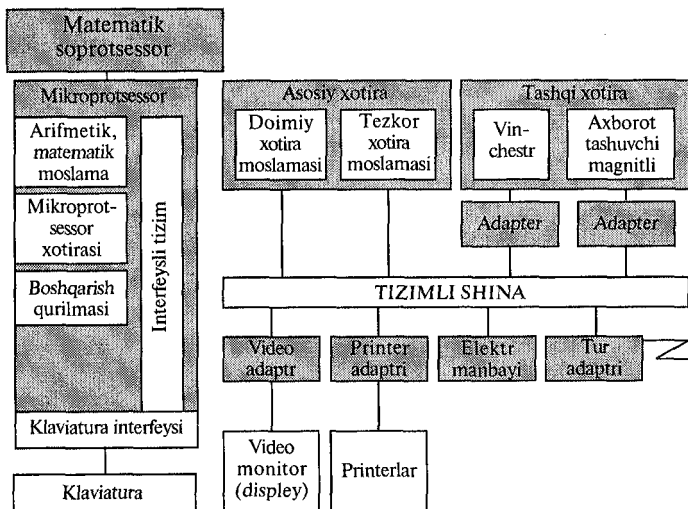 Matematik
soprotsessor
Mikroprotsessor
Arifmetik,
matematik
moslama
Mikroprot-
sessor
xotirasi
Boshqarish
qurilmasi
Interfeysli tizim
Klaviatura interfeysi
Klaviatura
Asosiy xotira
Doimiy
xotira
moslamasi
Tezkor
xotira
moslamasi
Tashqi xotira
Vin-
chestr
Axborot
tashuvchi
magnitli
Adapter
Adapter
TIZIMLI SHINA
Video
adaptr
Printer
adaptri
Elektr
manbayi
Tur
adaptri
Video
monitor
(displey)
Printerlar